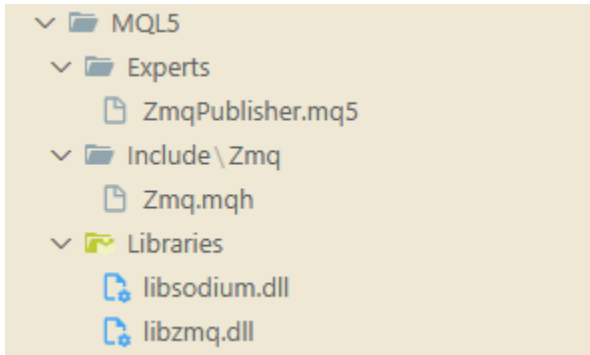 MQL5
Experts
ZmqPublisher.mq5
Include\Zmq
Zmq.mqh
Libraries
libsodium.dll
libzmq.dll